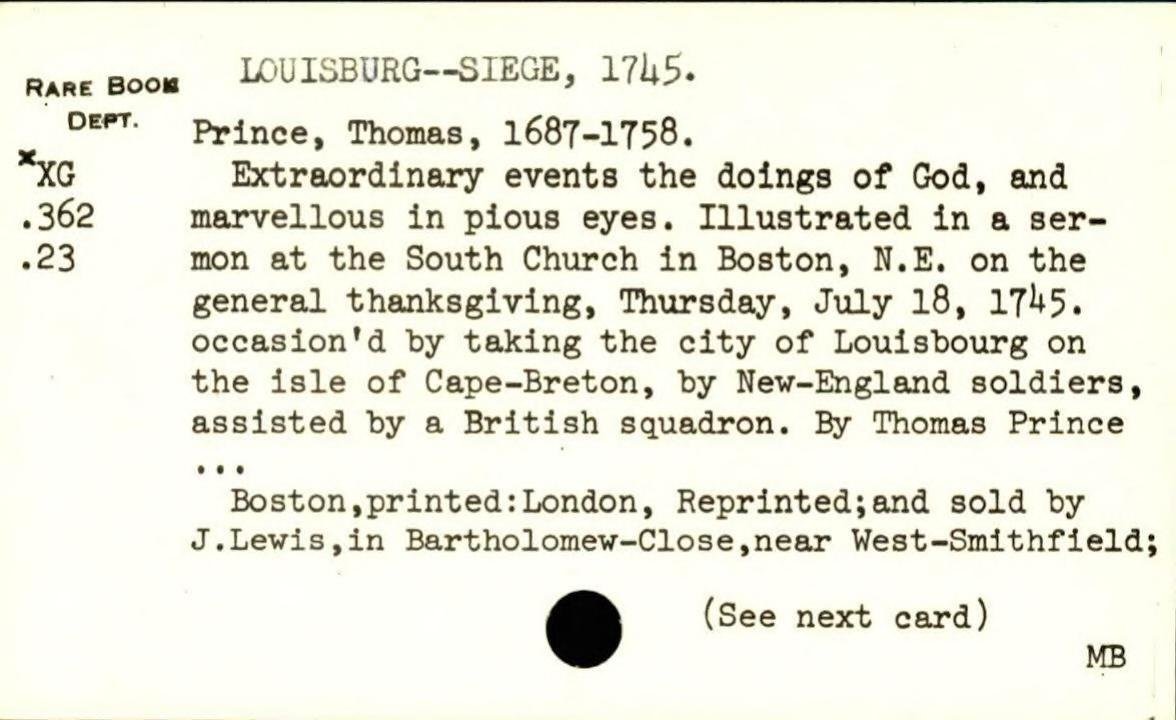 LOUISBURG--SIEGE, 1745.
RARE BOOK
DEPT.
Prince, Thomas, 1687-1758.
xXG
Extraordinary events the doings of God, and
.362
marvellous in pious eyes. Illustrated in a ser-
.23
mon at the South Church in Boston, N.E. on the
general thanksgiving, Thursday, July 18, 1745.
occasion'd by taking the city of Louisbourg on
the isle of Cape-Breton, by New-England soldiers,
assisted by a British squadron. By Thomas Prince
...
Boston,printed:London, Reprinted;and sold by
J.Lewis,in Bartholomew-Close,near West-Smithfield;
(See next card)
MB